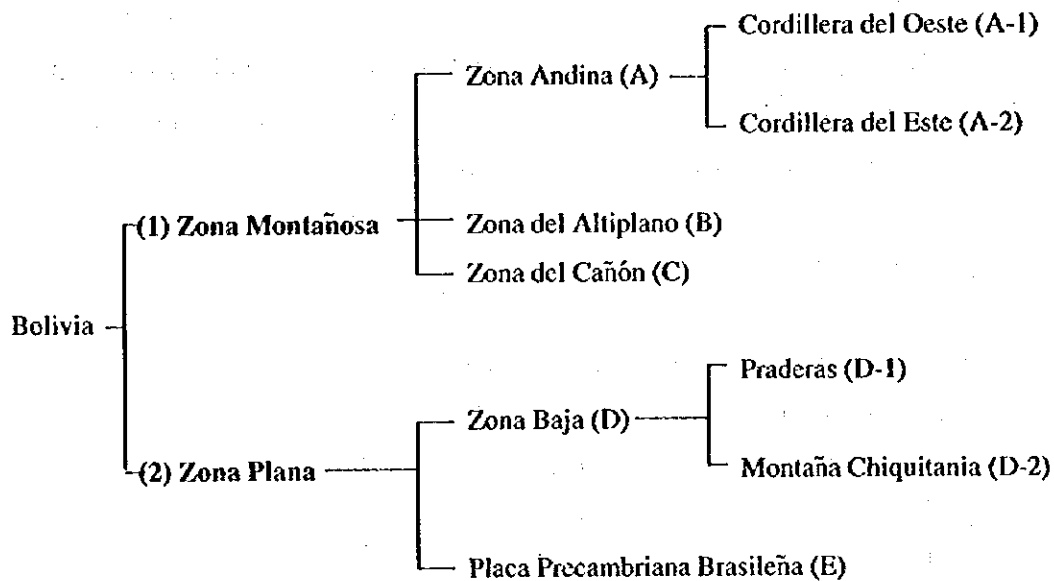 Cordillera del Oeste (A-1)
Zona Andina (A)
Cordillera del Este (A-2)
(1) Zona Montañosa
Zona del Altiplano (B)
Zona del Cañón (C)
Bolivia
Praderas (D-1)
Zona Baja (D)
Montaña Chiquitania (D-2)
(2) Zona Plana
Placa Precambriana Brasileña (E)